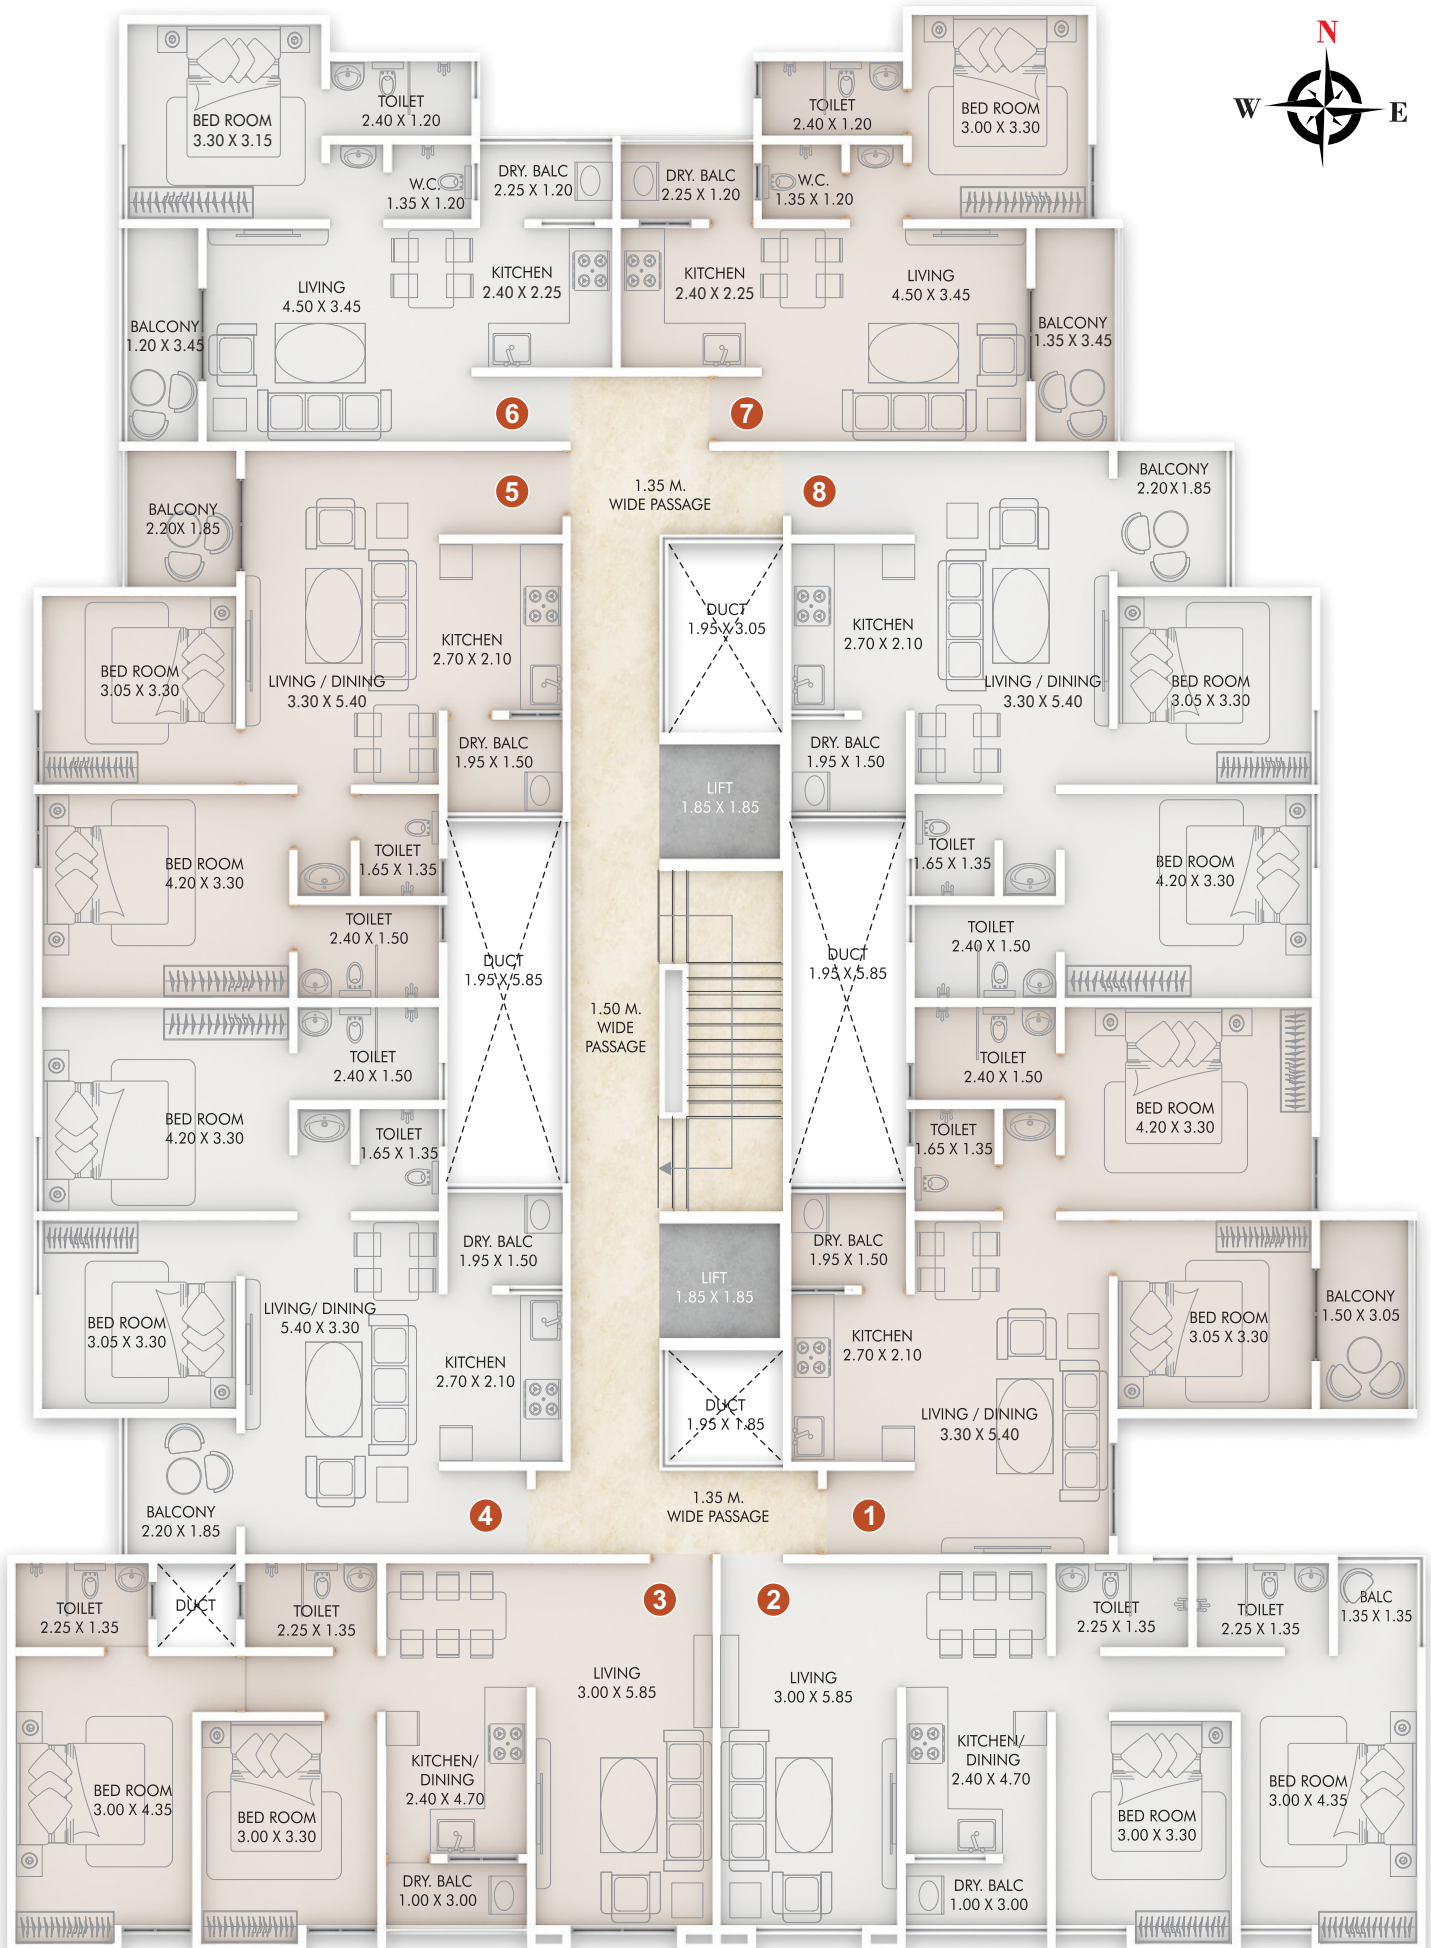 N
W
E
BED ROOM
3.30 X 3.15
TOILET
2.40 X 1.20
W.C.
1.35 X 1.20
DRY. BALC
2.25 X 1.20
DRY. BALC
2.25 X 1.20
TOILET
2.40 X 1.20
W.C.
1.35 X 1.20
BED ROOM
3.00 X 3.30
LIVING
4.50 X 3.45
KITCHEN
2.40 X 2.25
KITCHEN
2.40 X 2.25
LIVING
4.50 X 3.45
BALCONY
1.20 X 3.45
BALCONY
1.35 X 3.45
6
7
5
8
1.35 M.
WIDE PASSAGE
BALCONY
2.20X 1.85
BALCONY
2.20 X 1.85
DUCT
1.95 X 3.05
KITCHEN
2.70 X 2.10
KITCHEN
2.70 X 2.10
BED ROOM
3.05 X 3.30
LIVING / DINING
3.30 X 5.40
LIVING / DINING
3.30 X 5.40
BED ROOM
3.05 X 3.30
DRY. BALC
1.95 X 1.50
DRY. BALC
1.95 X 1.50
LIFT
1.85 X 1.85
BED ROOM
4.20 X 3.30
TOILET
1.65 X 1.35
TOILET
1.65 X 1.35
BED ROOM
4.20 X 3.30
TOILET
2.40 X 1.50
TOILET
2.40 X 1.50
DUCT
1.95 X 5.85
DUCT
1.95 X 5.85
1.50 M.
WIDE
PASSAGE
TOILET
2.40 X 1.50
TOILET
2.40 X 1.50
BED ROOM
4.20 X 3.30
TOILET
1.65 X 1.35
TOILET
1.65 X 1.35
BED ROOM
4.20 X 3.30
DRY. BALC
1.95 X 1.50
DRY. BALC
1.95 X 1.50
LIFT
1.85 X 1.85
BED ROOM
3.05 X 3.30
LIVING/ DINING
5.40 X 3.30
KITCHEN
2.70 X 2.10
KITCHEN
2.70 X 2.10
BED ROOM
3.05 X 3.30
BALCONY
1.50 X 3.05
DUCT
1.95 X 1.85
LIVING / DINING
3.30 X 5.40
BALCONY
2.20 X 1.85
4
1.35 M.
WIDE PASSAGE
1
TOILET
2.25 X 1.35
DUCT
TOILET
2.25 X 1.35
3
2
TOILET
2.25 X 1.35
TOILET
2.25 X 1.35
BALC
1.35 X 1.35
LIVING
3.00 X 5.85
LIVING
3.00 X 5.85
BED ROOM
3.00 X 4.35
BED ROOM
3.00 X 3.30
KITCHEN/
DINING
2.40 X 4.70
KITCHEN/
DINING
2.40 X 4.70
BED ROOM
3.00 X 3.30
BED ROOM
3.00 X 4.35
DRY. BALC
1.00 X 3.00
DRY. BALC
1.00 X 3.00